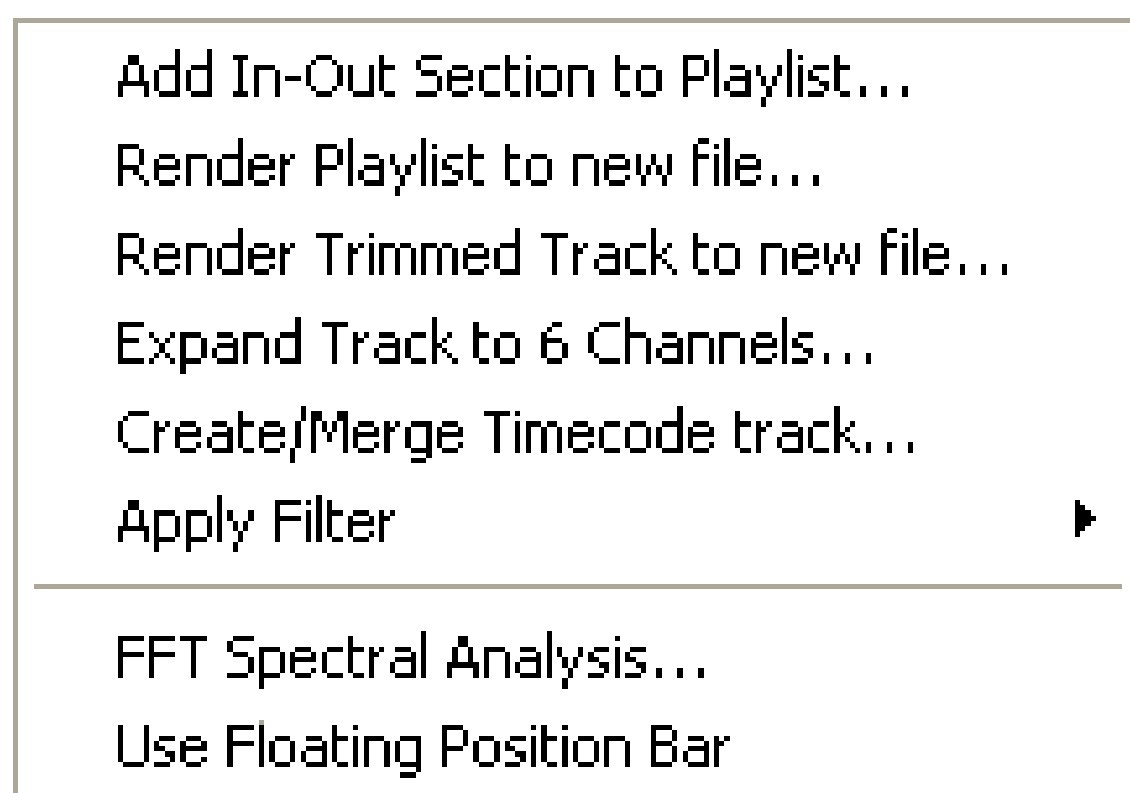 Add In-Out Section to Playlist...
Render Playlist to new file...
Render Trimmed Track to new file...
Expand Track to 6 Channels...
Create/Merge Timecode track...
Apply Filter
FFT Spectral Analysis...
Use Floating Position Bar